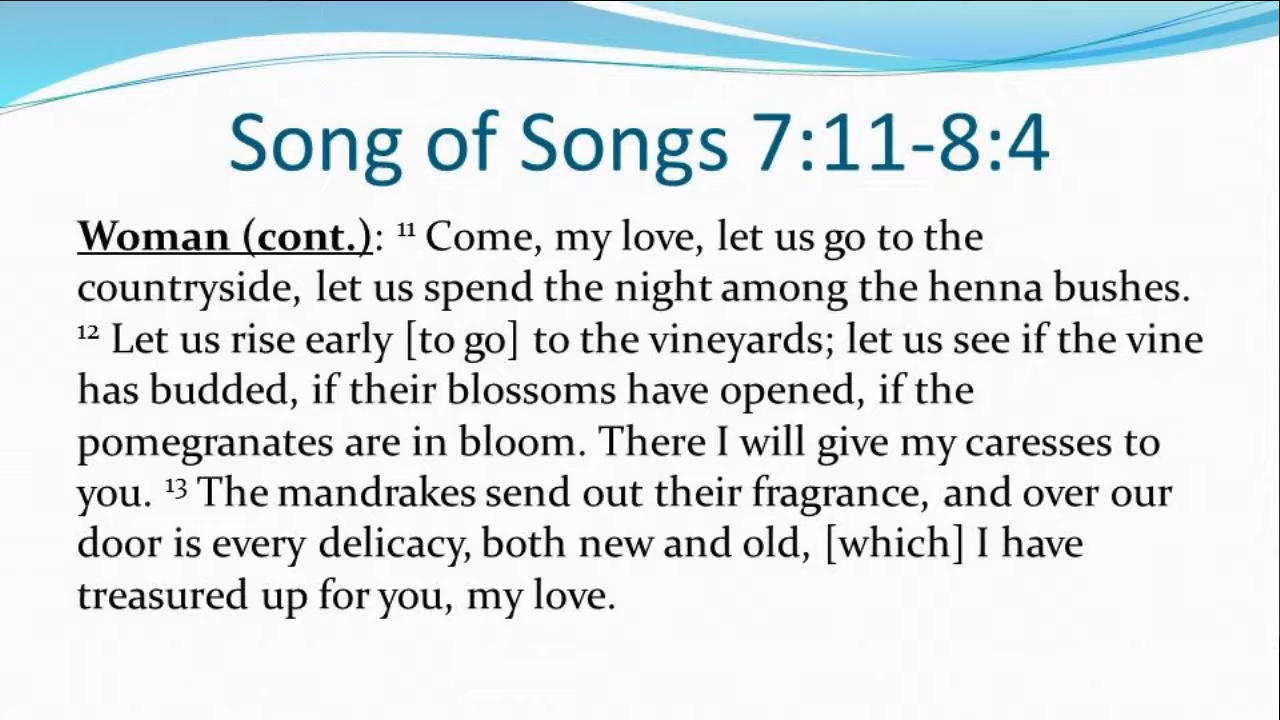 Song of Songs 7:11-8:4
Woman (cont.): 11 Come, my love, let us go to the
countryside, let us spend the night among the henna bushes.
12 Let us rise early [to go] to the vineyards; let us see if the vine
has budded, if their blossoms have opened, if the
pomegranates are in bloom. There I will give my caresses to
you. 13 The mandrakes send out their fragrance, and over our
door is every delicacy, both new and old, [which] I have
treasured up for you, my love.